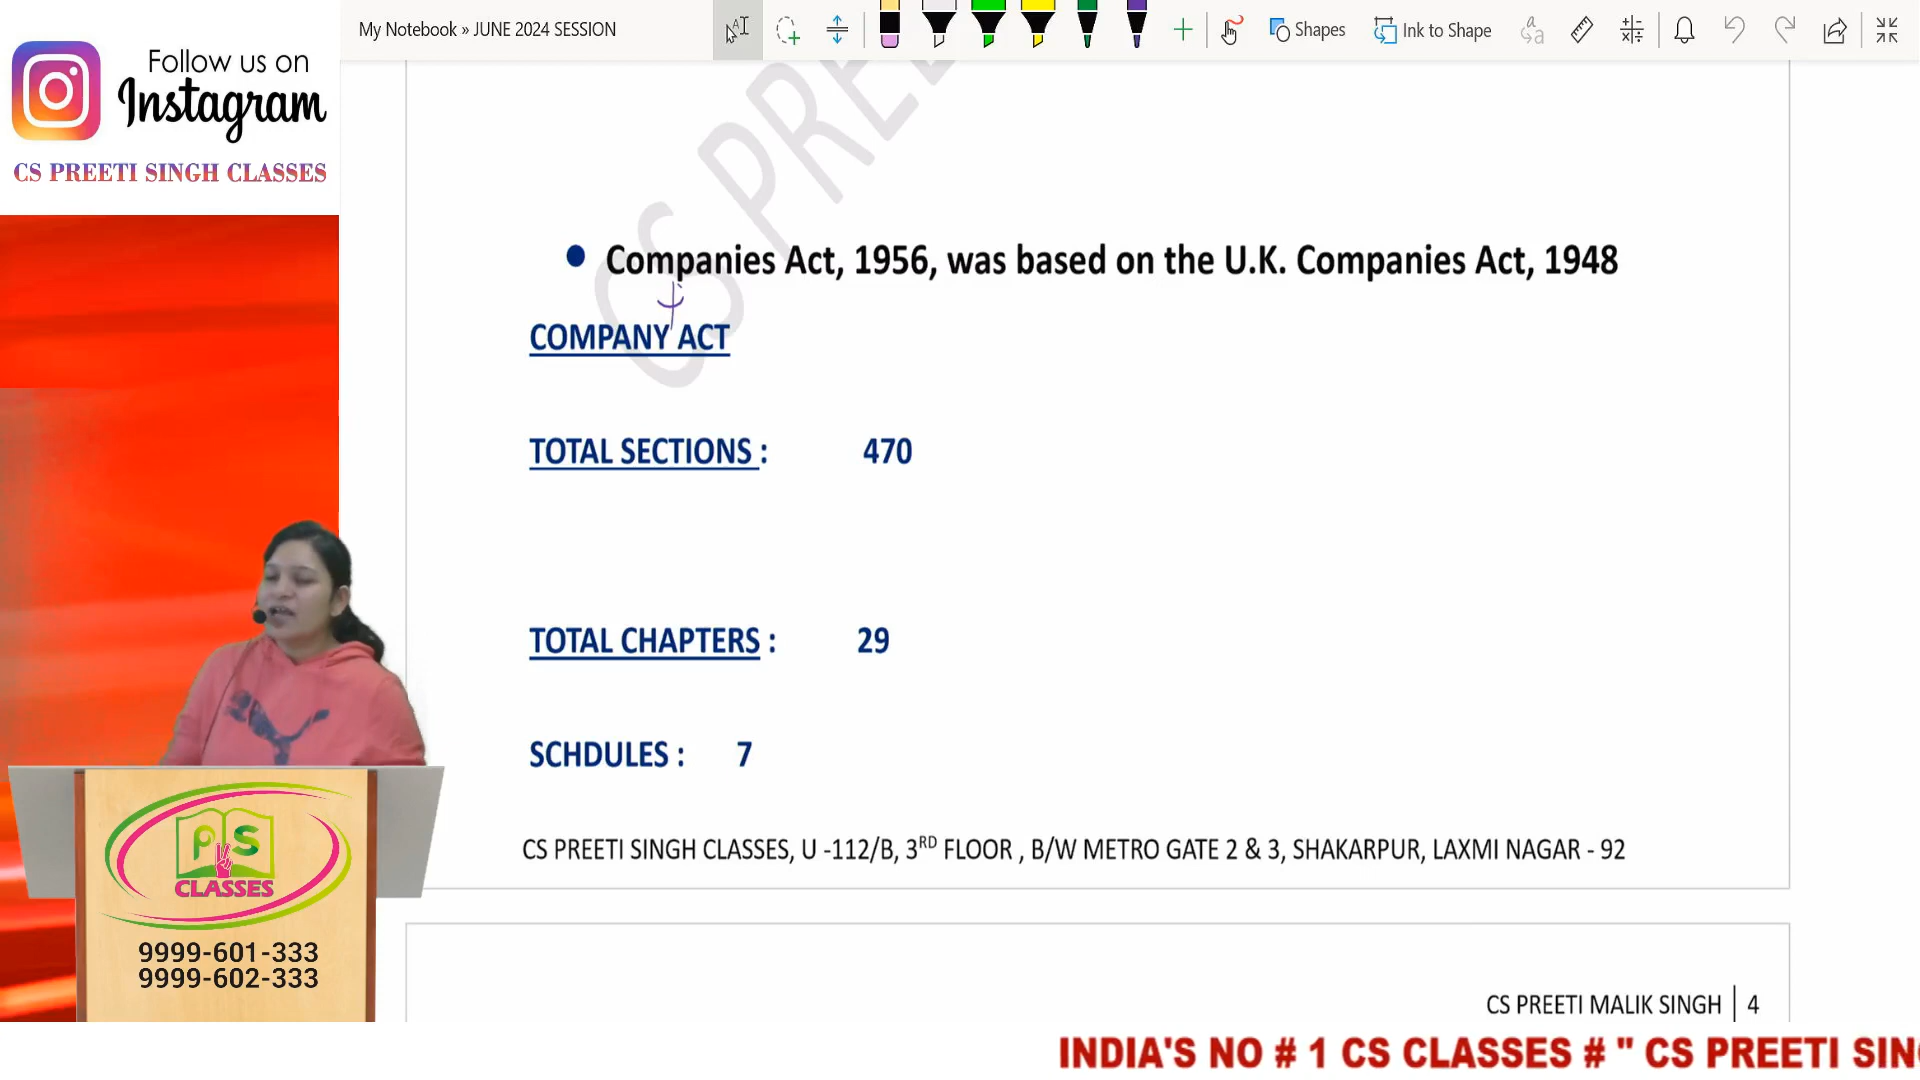 My Notebook » JUNE 2024 SESSION
Shapes
Ink to Shape
Follow us on
Instagram
CS PREETI SINGH CLASSES
CS PREE
• Companies Act, 1956, was based on the U.K. Companies Act, 1948
COMPANY ACT
TOTAL SECTIONS : 470
TOTAL CHAPTERS : 29
SCHDULES : 7
CS PREETI SINGH CLASSES, U -112/B, 3RD FLOOR , B/W METRO GATE 2 & 3, SHAKARPUR, LAXMI NAGAR - 92
PS
CLASSES
9999-601-333
9999-602-333
CS PREETI MALIK SINGH | 4
INDIA'S NO # 1 CS CLASSES # " CS PREETI SIN